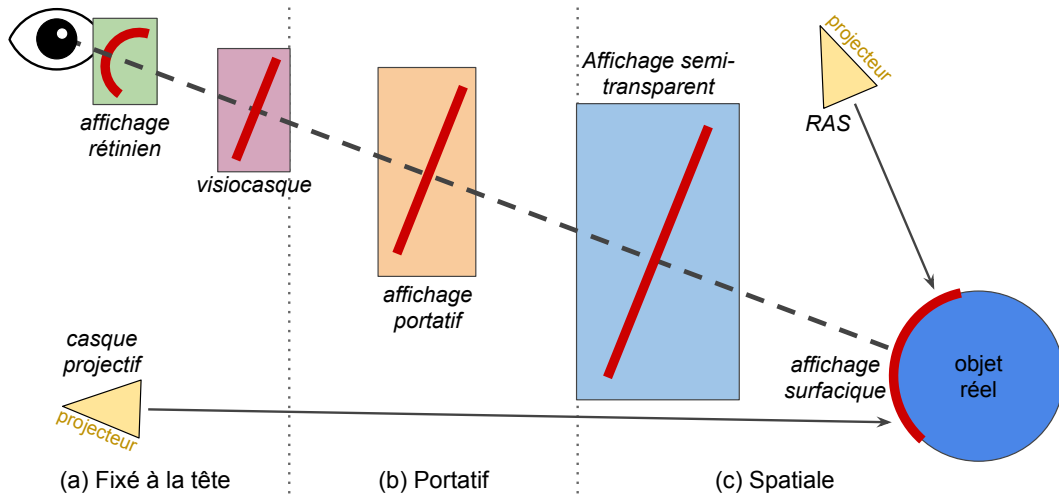 affichage
rétinien
visiocasque
affichage
portatif
Affichage semi-
transparent
projecteur
RAS
casque
projectif
projecteur
affichage
surfacique
objet
réel
(a) Fixé à la tête
(b) Portatif
(c) Spatiale